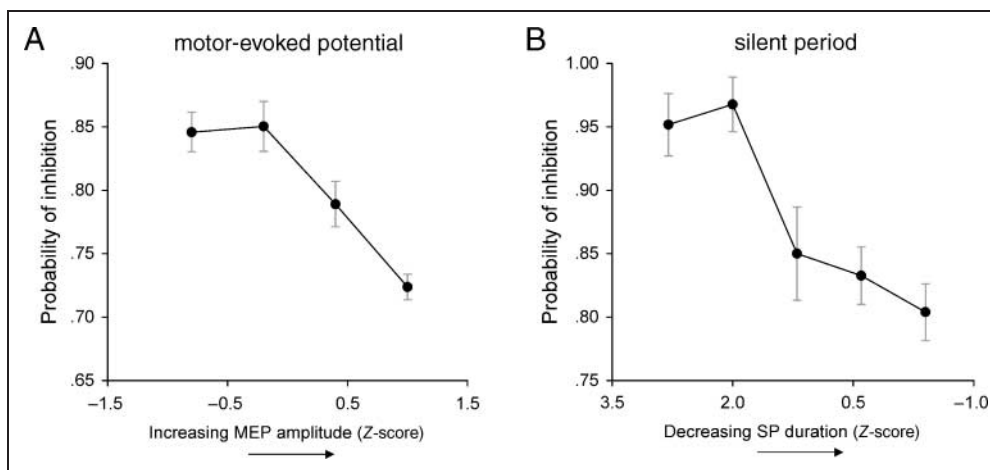 A
motor-evoked potential
Probability of inhibition
.90
.85
.80
.75
.70
.65
–1.5
–0.5
0.5
1.5
Increasing MEP amplitude (Z-score)
B
silent period
Probability of inhibition
1.00
.95
.90
.85
.80
.75
3.5
2.0
0.5
–1.0
Decreasing SP duration (Z-score)